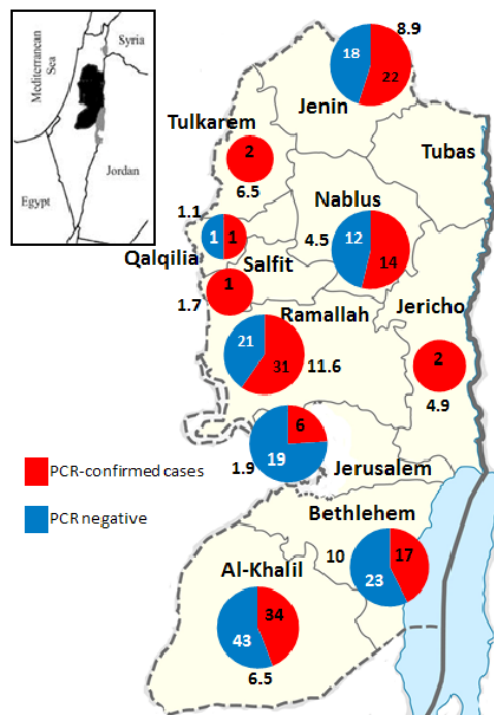 Mediterranean
Sea
Syria
Jordan
Egypt
8.9
18
22
Jenin
Tulkarem
2
6.5
Tubas
Nablus
4.5
12
14
1.1
1
1
Qalqilia
Salfit
1
1.7
Jericho
2
4.9
Ramallah
21
31
11.6
6
19
1.9
Jerusalem
PCR-confirmed cases
PCR negative
Bethlehem
10
17
23
Al-Khalil
34
43
6.5